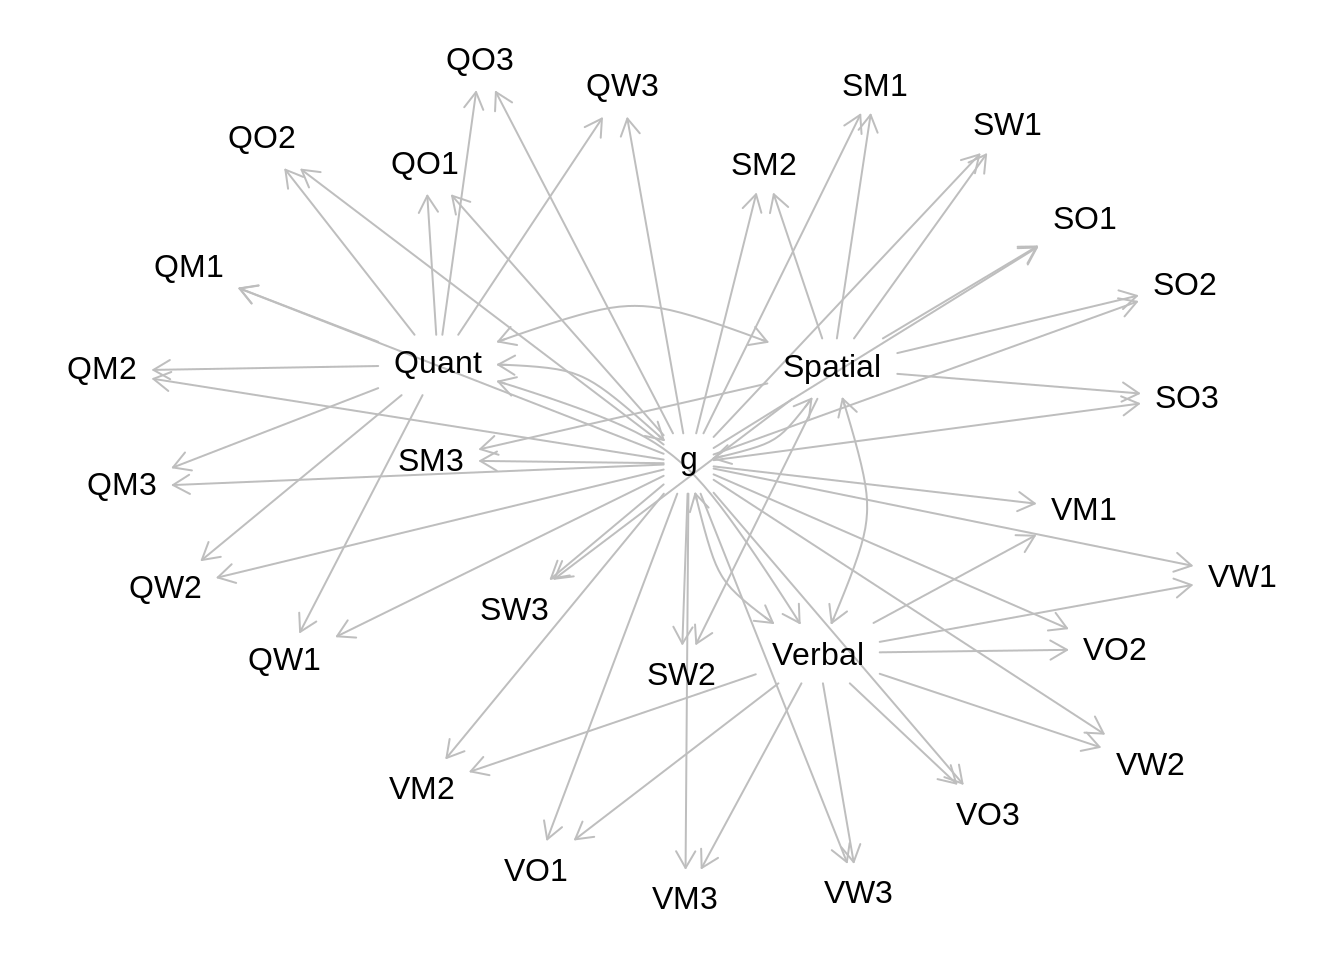 QO3
QW3
SM1
SW1
QO2
QO1
SM2
SO1
QM1
SO2
Quant
Spatial
QM2
SO3
SM3
g
QM3
VM1
VW1
QW2
SW3
VO2
Verbal
QW1
SW2
VW2
VM2
VO3
VO1
VW3
VM3